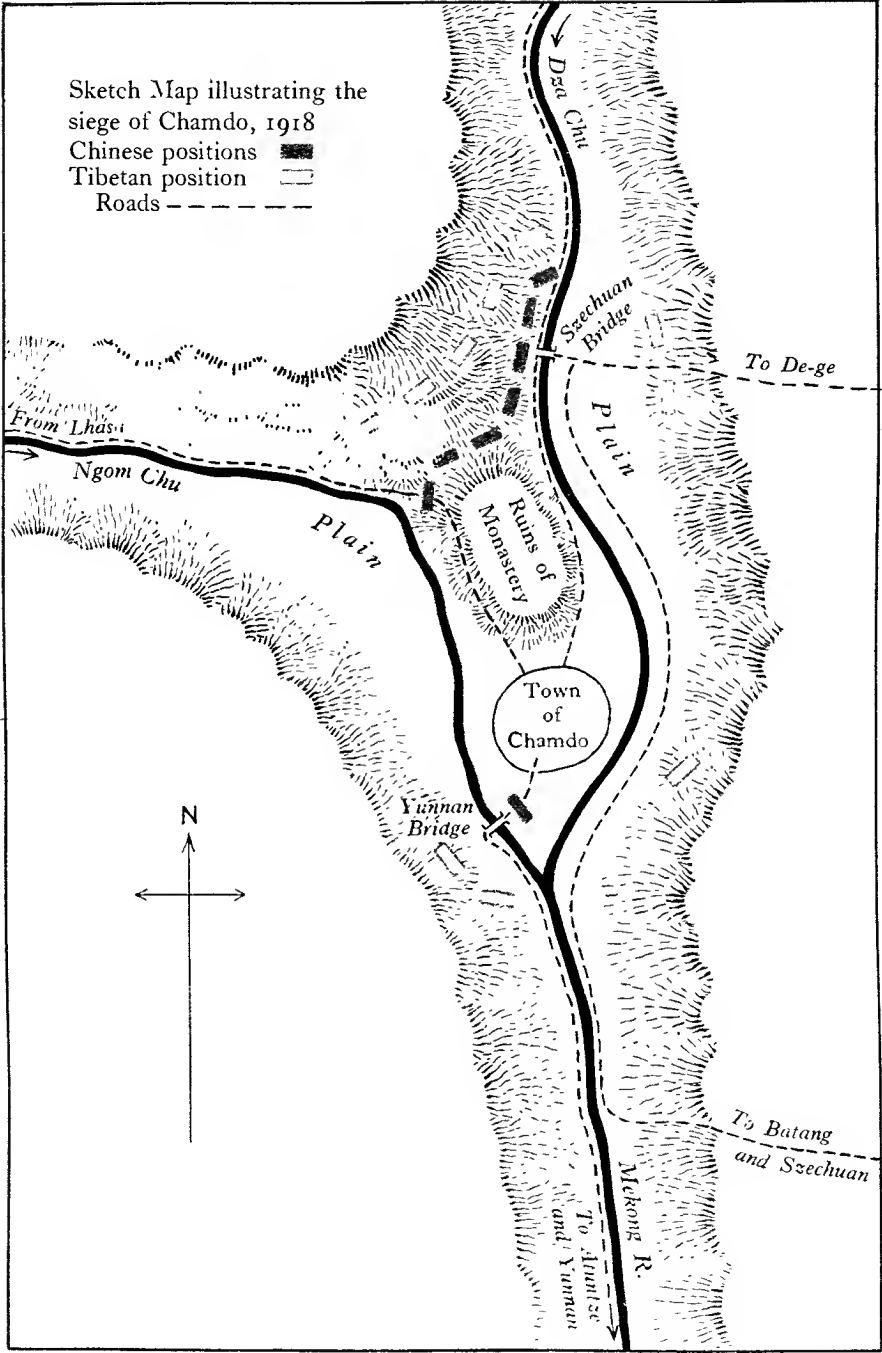 Sketch Map illustrating the
siege of Chamdo, 1918
Chinese positions
Tibetan position
Roads
Dza Chu
Szechuan
Bridge
To De-ge
Plain
From Lhasa
Ngom Chu
Plain
Ruins of
Monastery
Town
of
Chamdo
Yunnan
Bridge
N
To Batang
and Szechuan
Mekong R.
To Atuntze
and Yunnan